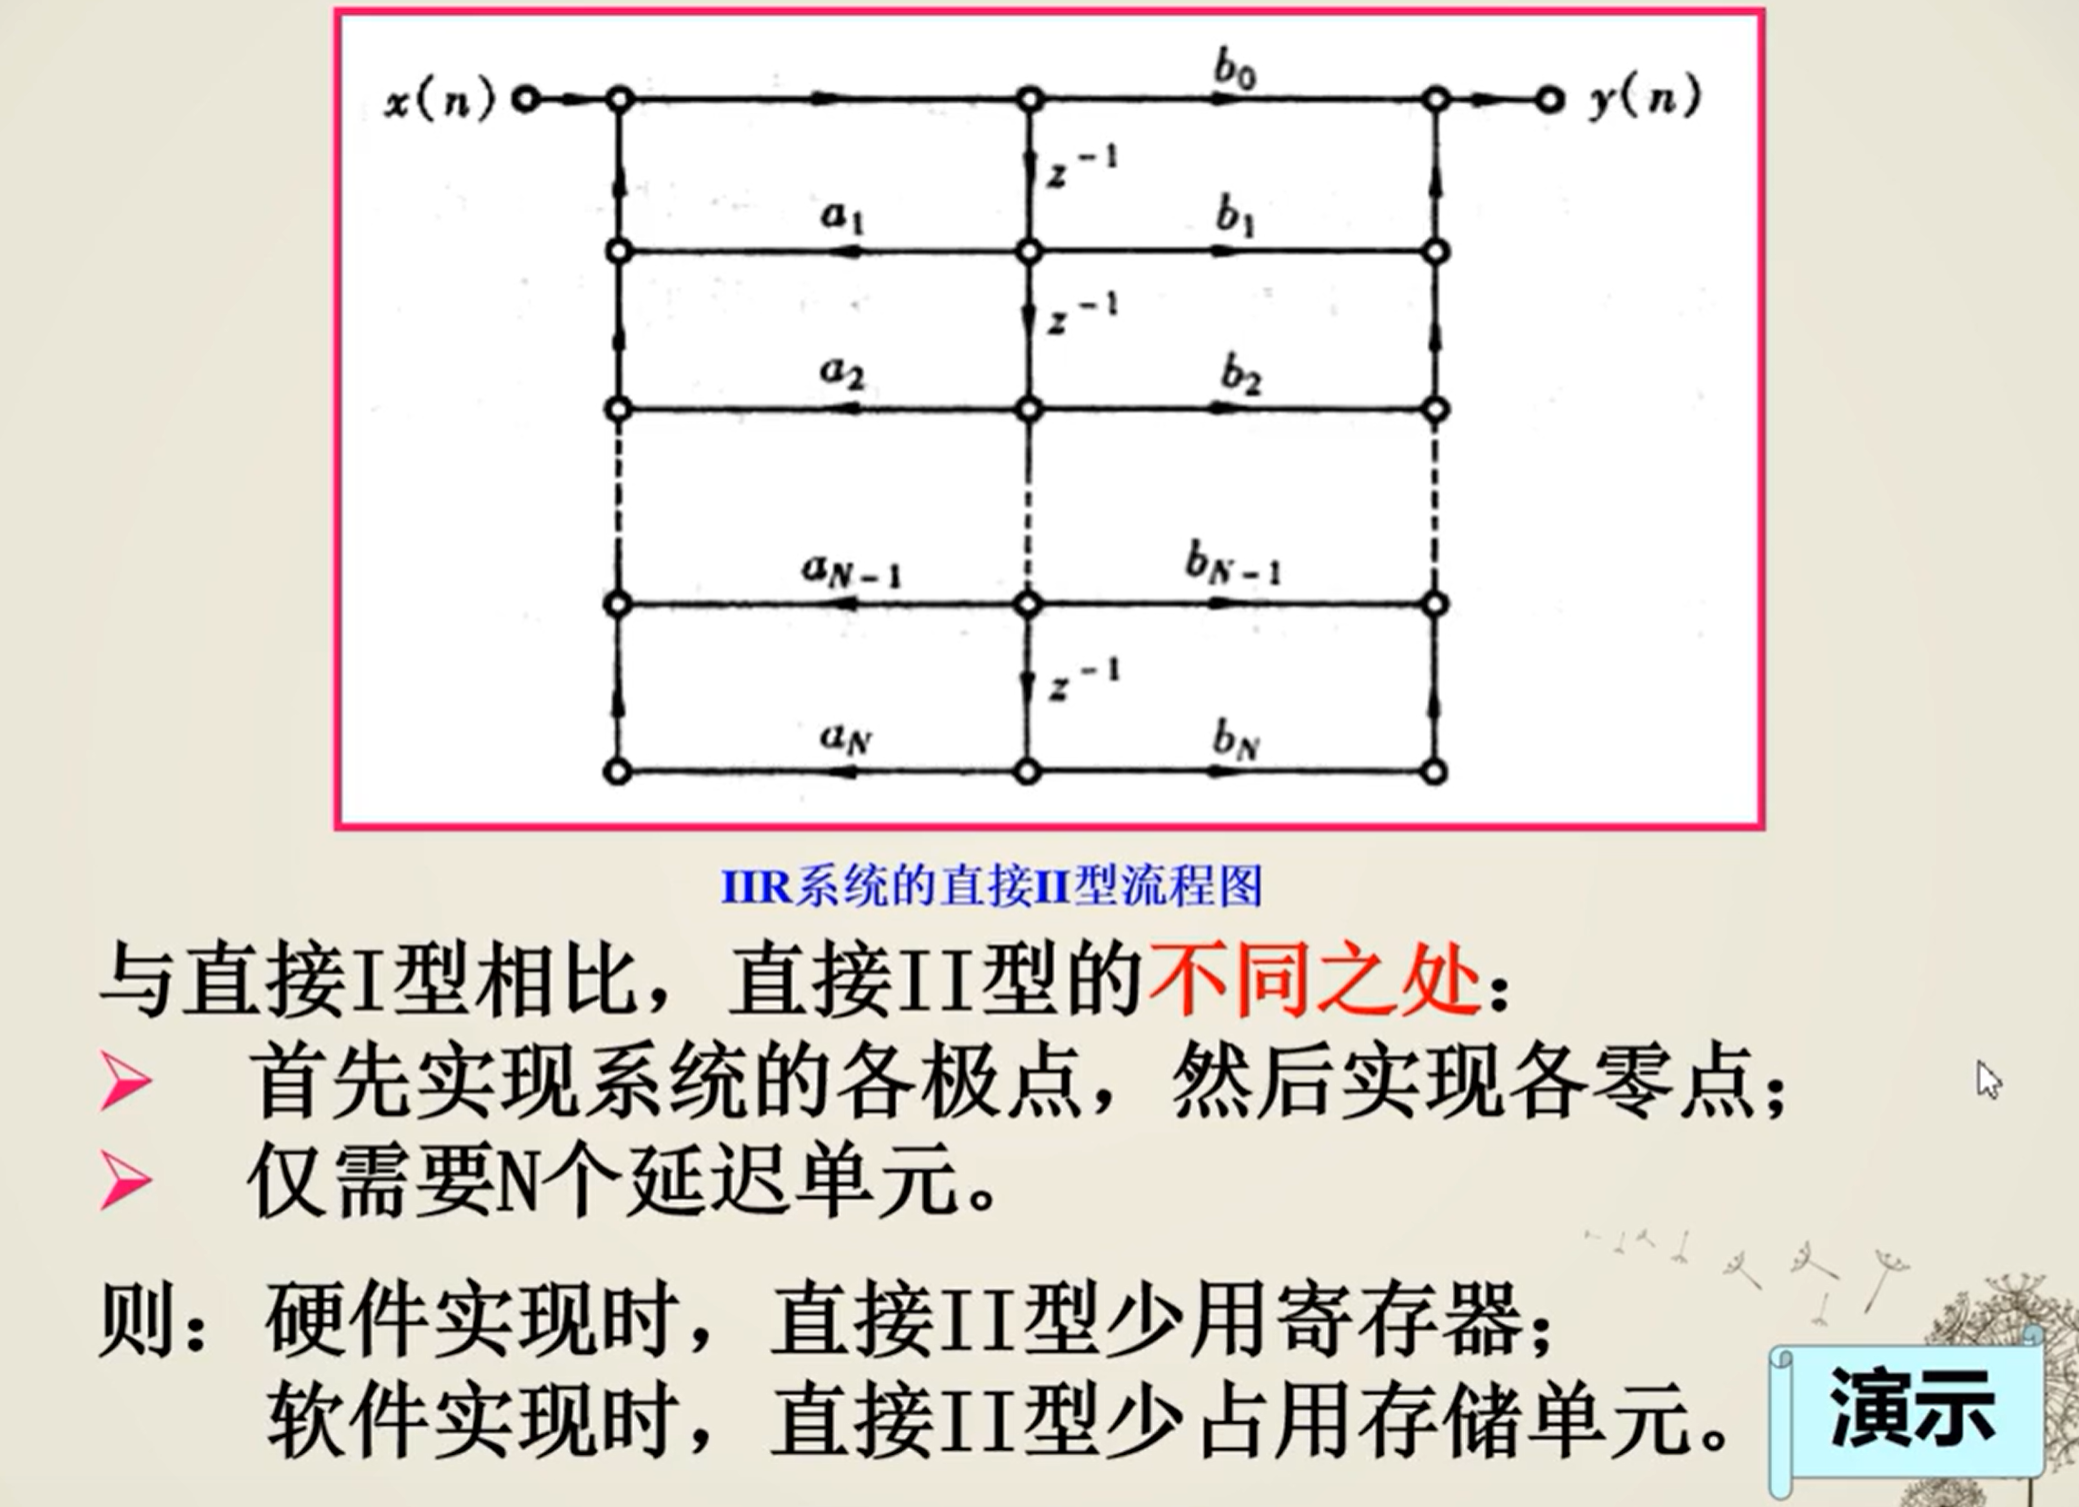 x(n) b₀ y(n)
z⁻¹
a₁ b₁
z⁻¹
a₂ b₂
a_{N-1} b_{N-1}
z⁻¹
a_N b_N
IIR系统的直接II型流程图
与直接I型相比，直接II型的不同之处：
首先实现系统的各极点，然后实现各零点；
仅需要N个延迟单元。
则：硬件实现时，直接II型少用寄存器；
软件实现时，直接II型少占用存储单元。
演示